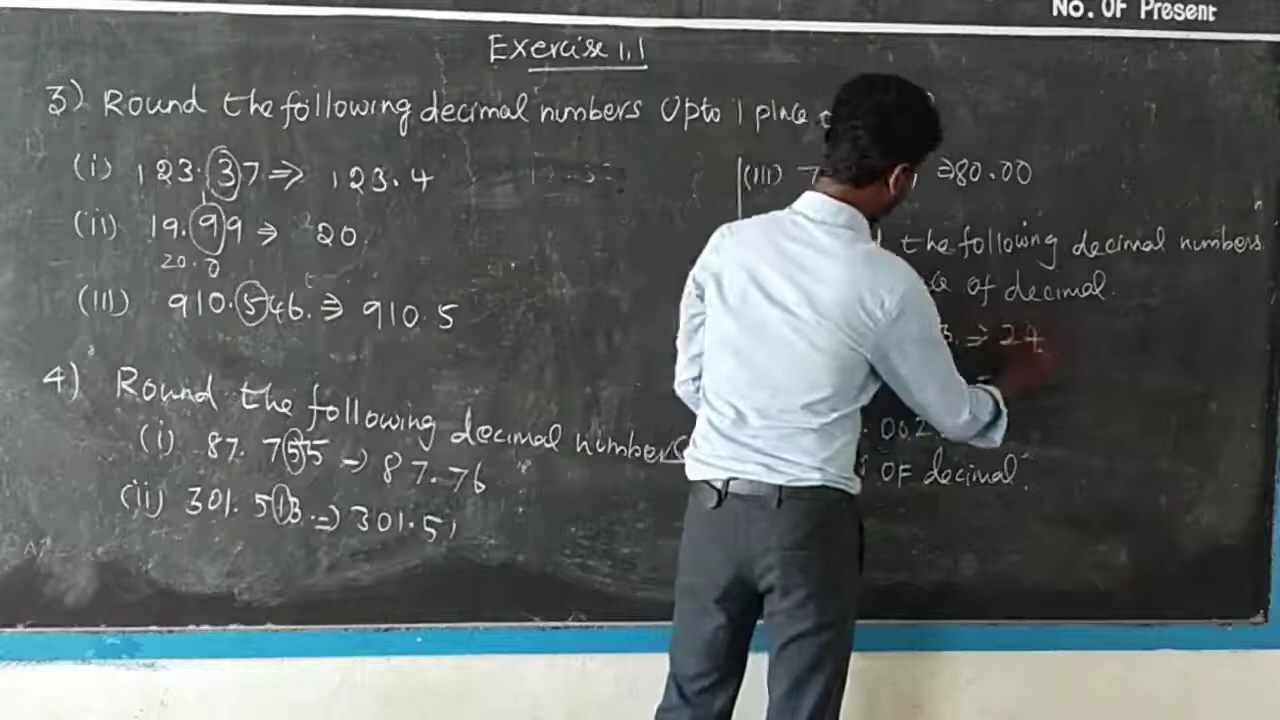 No. OF Present
Exercise 1.1
3) Round the following decimal numbers Upto 1 place
(i) 123.37 ⇒ 123.4
(ii) 19.99 ⇒ 20
20.0
(III) 910.546. ⇒ 910.5
4) Round the following decimal numbers
(i) 87.755 ⇒ 87.76
(ii) 301.513. ⇒ 301.51
(III) 7 ⇒ 80.00
the following decimal numbers
of decimal.
⇒ 24
00.2
OF decimal.